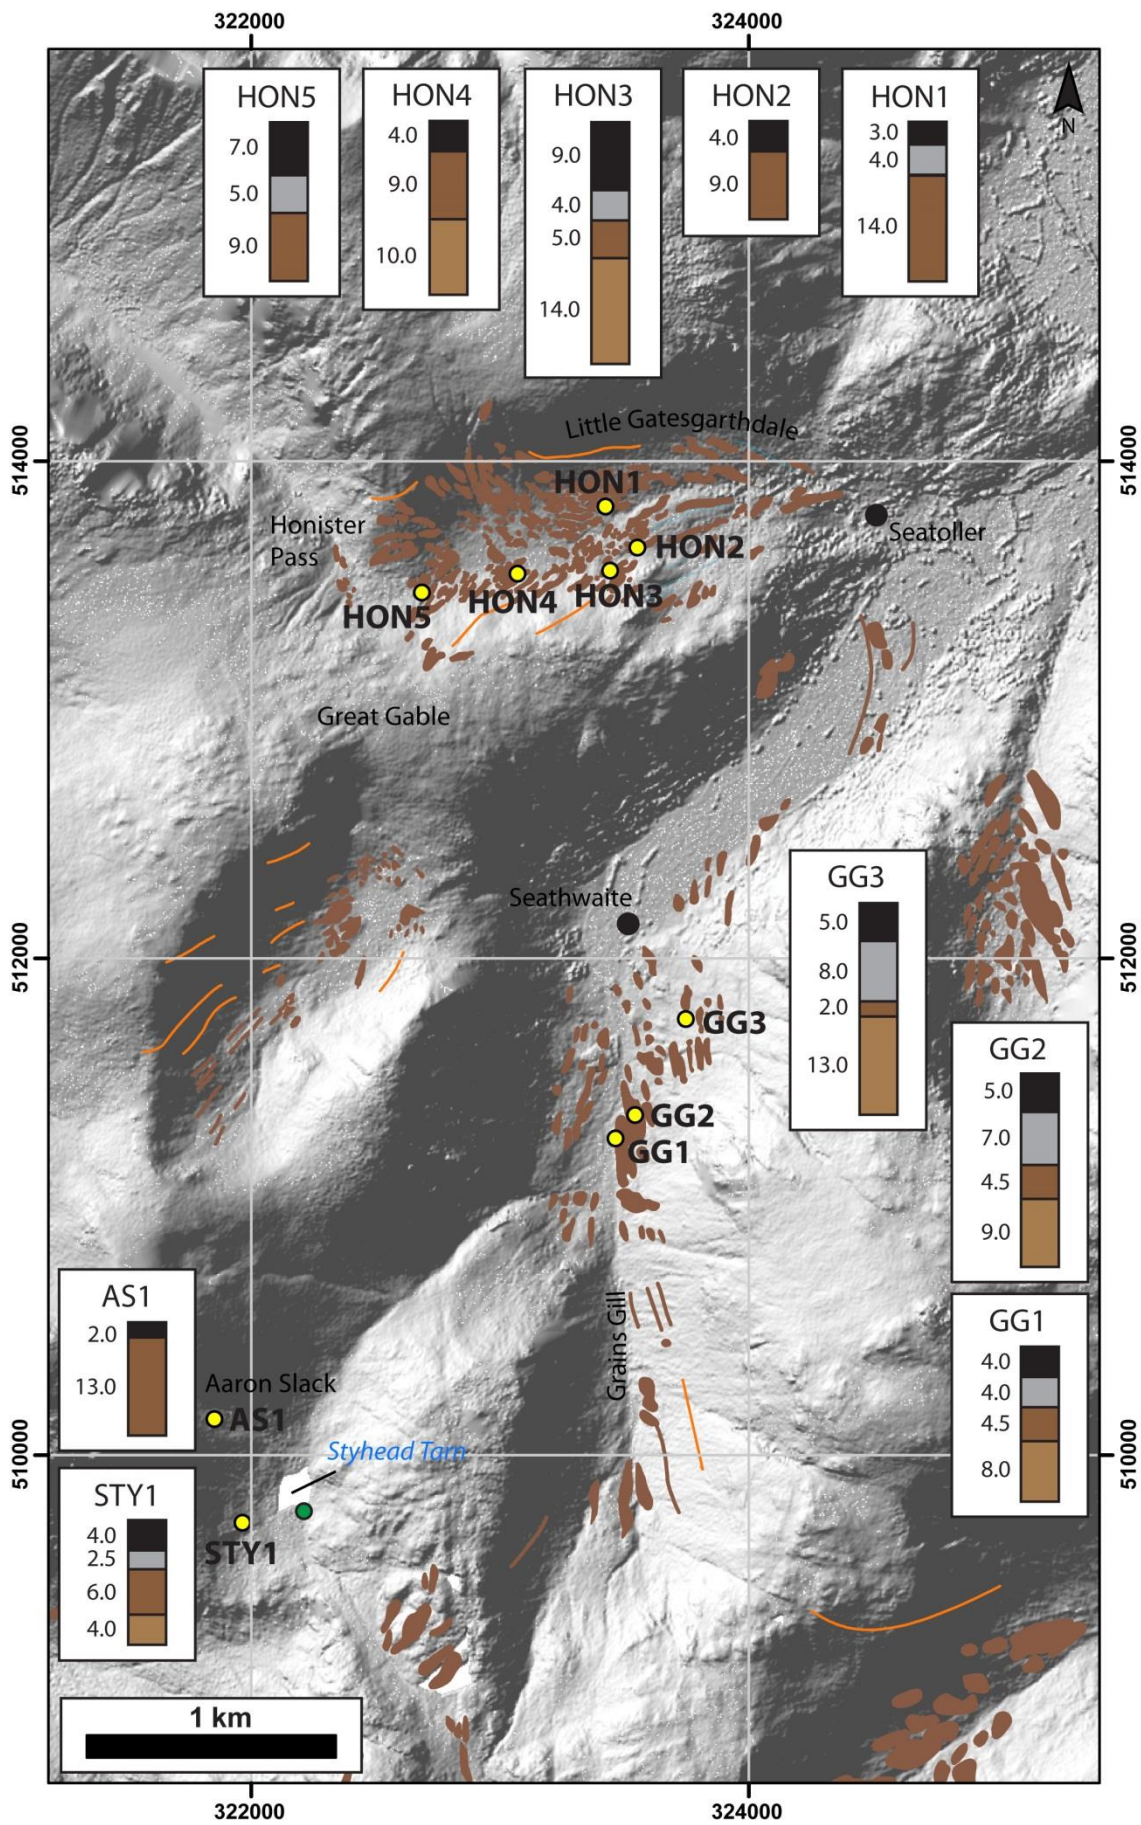 322000
324000
HON5
7.0
5.0
9.0
HON4
4.0
9.0
10.0
HON3
9.0
4.0
5.0
14.0
HON2
4.0
9.0
HON1
3.0
4.0
14.0
N
514000
514000
Little Gatesgarthdale
HON1
Honister
Pass
HON2
Seatoller
HON3
HON4
HON5
Great Gable
GG3
5.0
8.0
2.0
13.0
Seathwaite
512000
512000
GG3
GG2
5.0
7.0
4.5
9.0
GG2
GG1
AS1
2.0
13.0
Grains Gill
GG1
4.0
4.0
4.5
8.0
Aaron Slack
AS1
Styhead Tarn
510000
510000
STY1
4.0
2.5
6.0
4.0
STY1
1 km
322000
324000